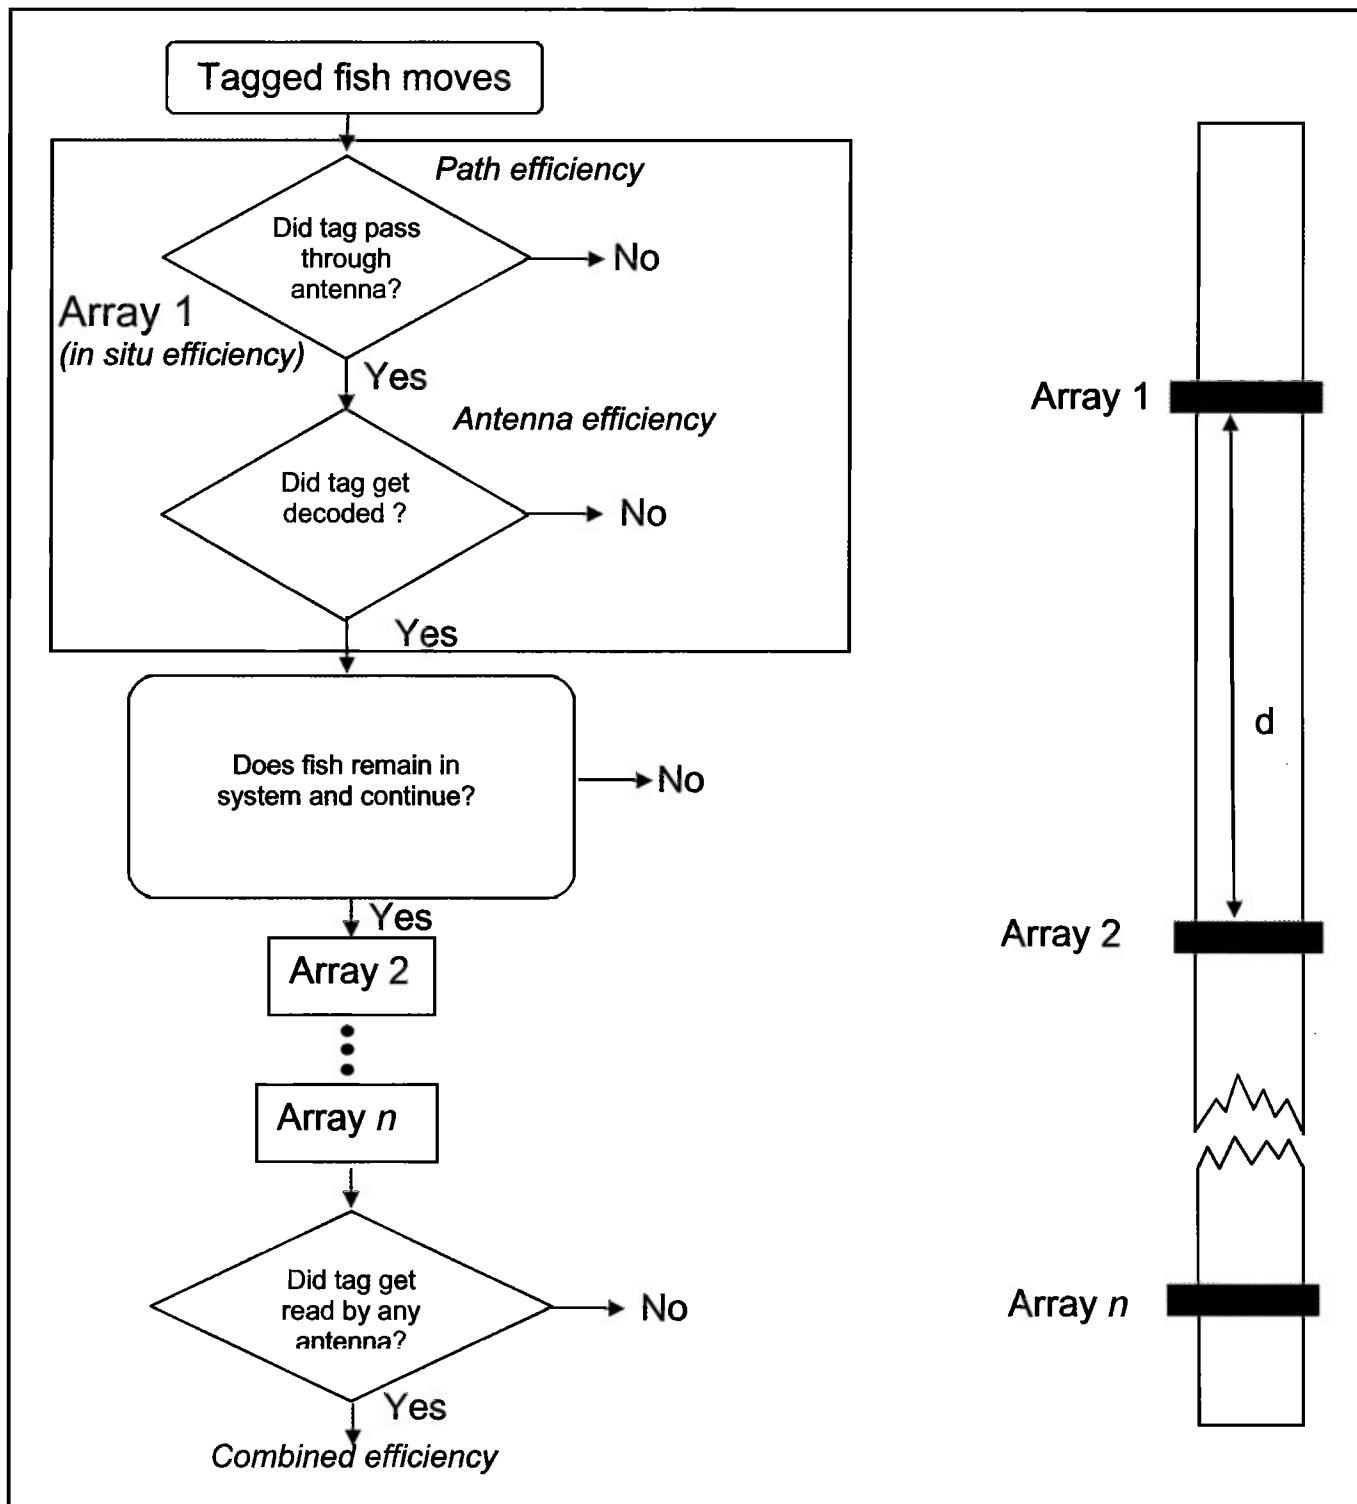 Tagged fish moves
Path efficiency
Did tag pass
through
antenna?
No
Array 1
(in situ efficiency)
Yes
Antenna efficiency
Did tag get
decoded ?
No
Yes
Does fish remain in
system and continue?
No
Yes
Array 2
Array n
Did tag get
read by any
antenna?
No
Yes
Combined efficiency
Array 1
d
Array 2
Array n